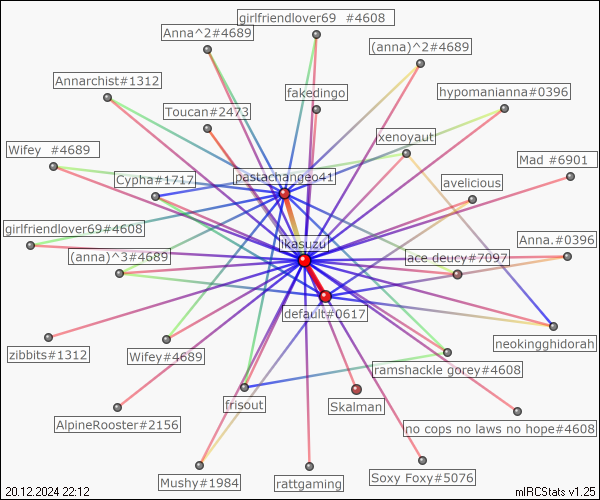 girlfriendlover69 #4608
Anna^2#4689
(anna)^2#4689
Annarchist#1312
fakedingo
hypomanianna#0396
Toucan#2473
xenoyaut
Wifey #4689
Mad #6901
Cypha#1717
pastachangeo41
avelicious
girlfriendlover69#4608
Anna.#0396
ikasuzu
(anna)^3#4689
ace deucy#7097
default#0617
neokingghidorah
zibbits#1312
Wifey#4689
ramshackle gorey#4608
frisout
Skalman
AlpineRooster#2156
no cops no laws no hope#4608
Mushy#1984
rattgaming
Soxy Foxy#5076
20.12.2024 22:12
mIRCStats v1.25